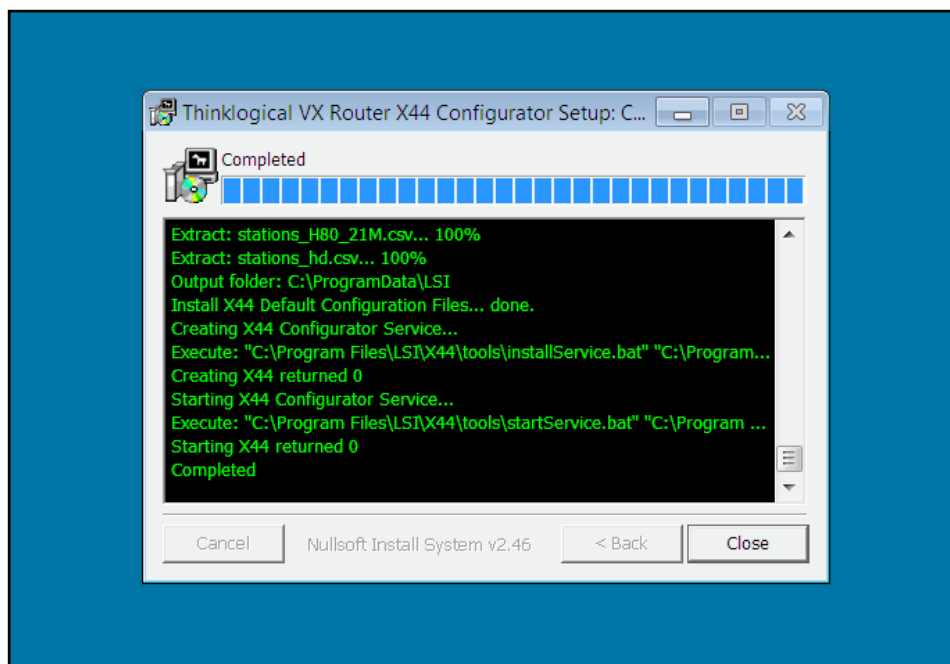 Thinklogical VX Router X44 Configurator Setup: C...
Completed
Extract: stations_H80_21M.csv... 100%
Extract: stations_hd.csv... 100%
Output folder: C:\ProgramData\LSI
Install X44 Default Configuration Files... done.
Creating X44 Configurator Service...
Execute: "C:\Program Files\LSI\X44\tools\installService.bat" "C:\Program...
Creating X44 returned 0
Starting X44 Configurator Service...
Execute: "C:\Program Files\LSI\X44\tools\startService.bat" "C:\Program ...
Starting X44 returned 0
Completed
Cancel Nullsoft Install System v2.46 < Back Close